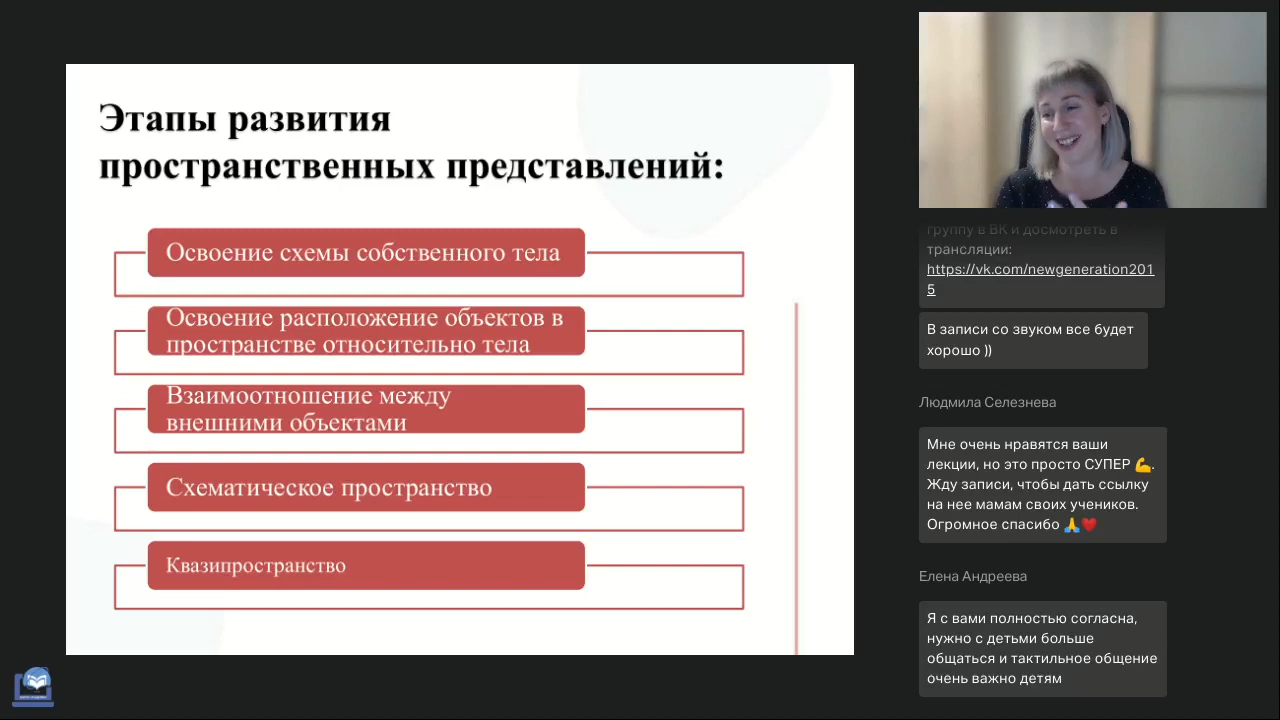 Этапы развития
пространственных представлений:
Освоение схемы собственного тела
Освоение расположение объектов в
пространстве относительно тела
Взаимоотношение между
внешними объектами
Схематическое пространство
Квазипространство
группу в ВК и досмотреть в
трансляции:
https://vk.com/newgeneration201
5
В записи со звуком все будет
хорошо ))
Людмила Селезнева
Мне очень нравятся ваши
лекции, но это просто СУПЕР 💪.
Жду записи, чтобы дать ссылку
на нее мамам своих учеников.
Огромное спасибо 🙏❤️
Елена Андреева
Я с вами полностью согласна,
нужно с детьми больше
общаться и тактильное общение
очень важно детям